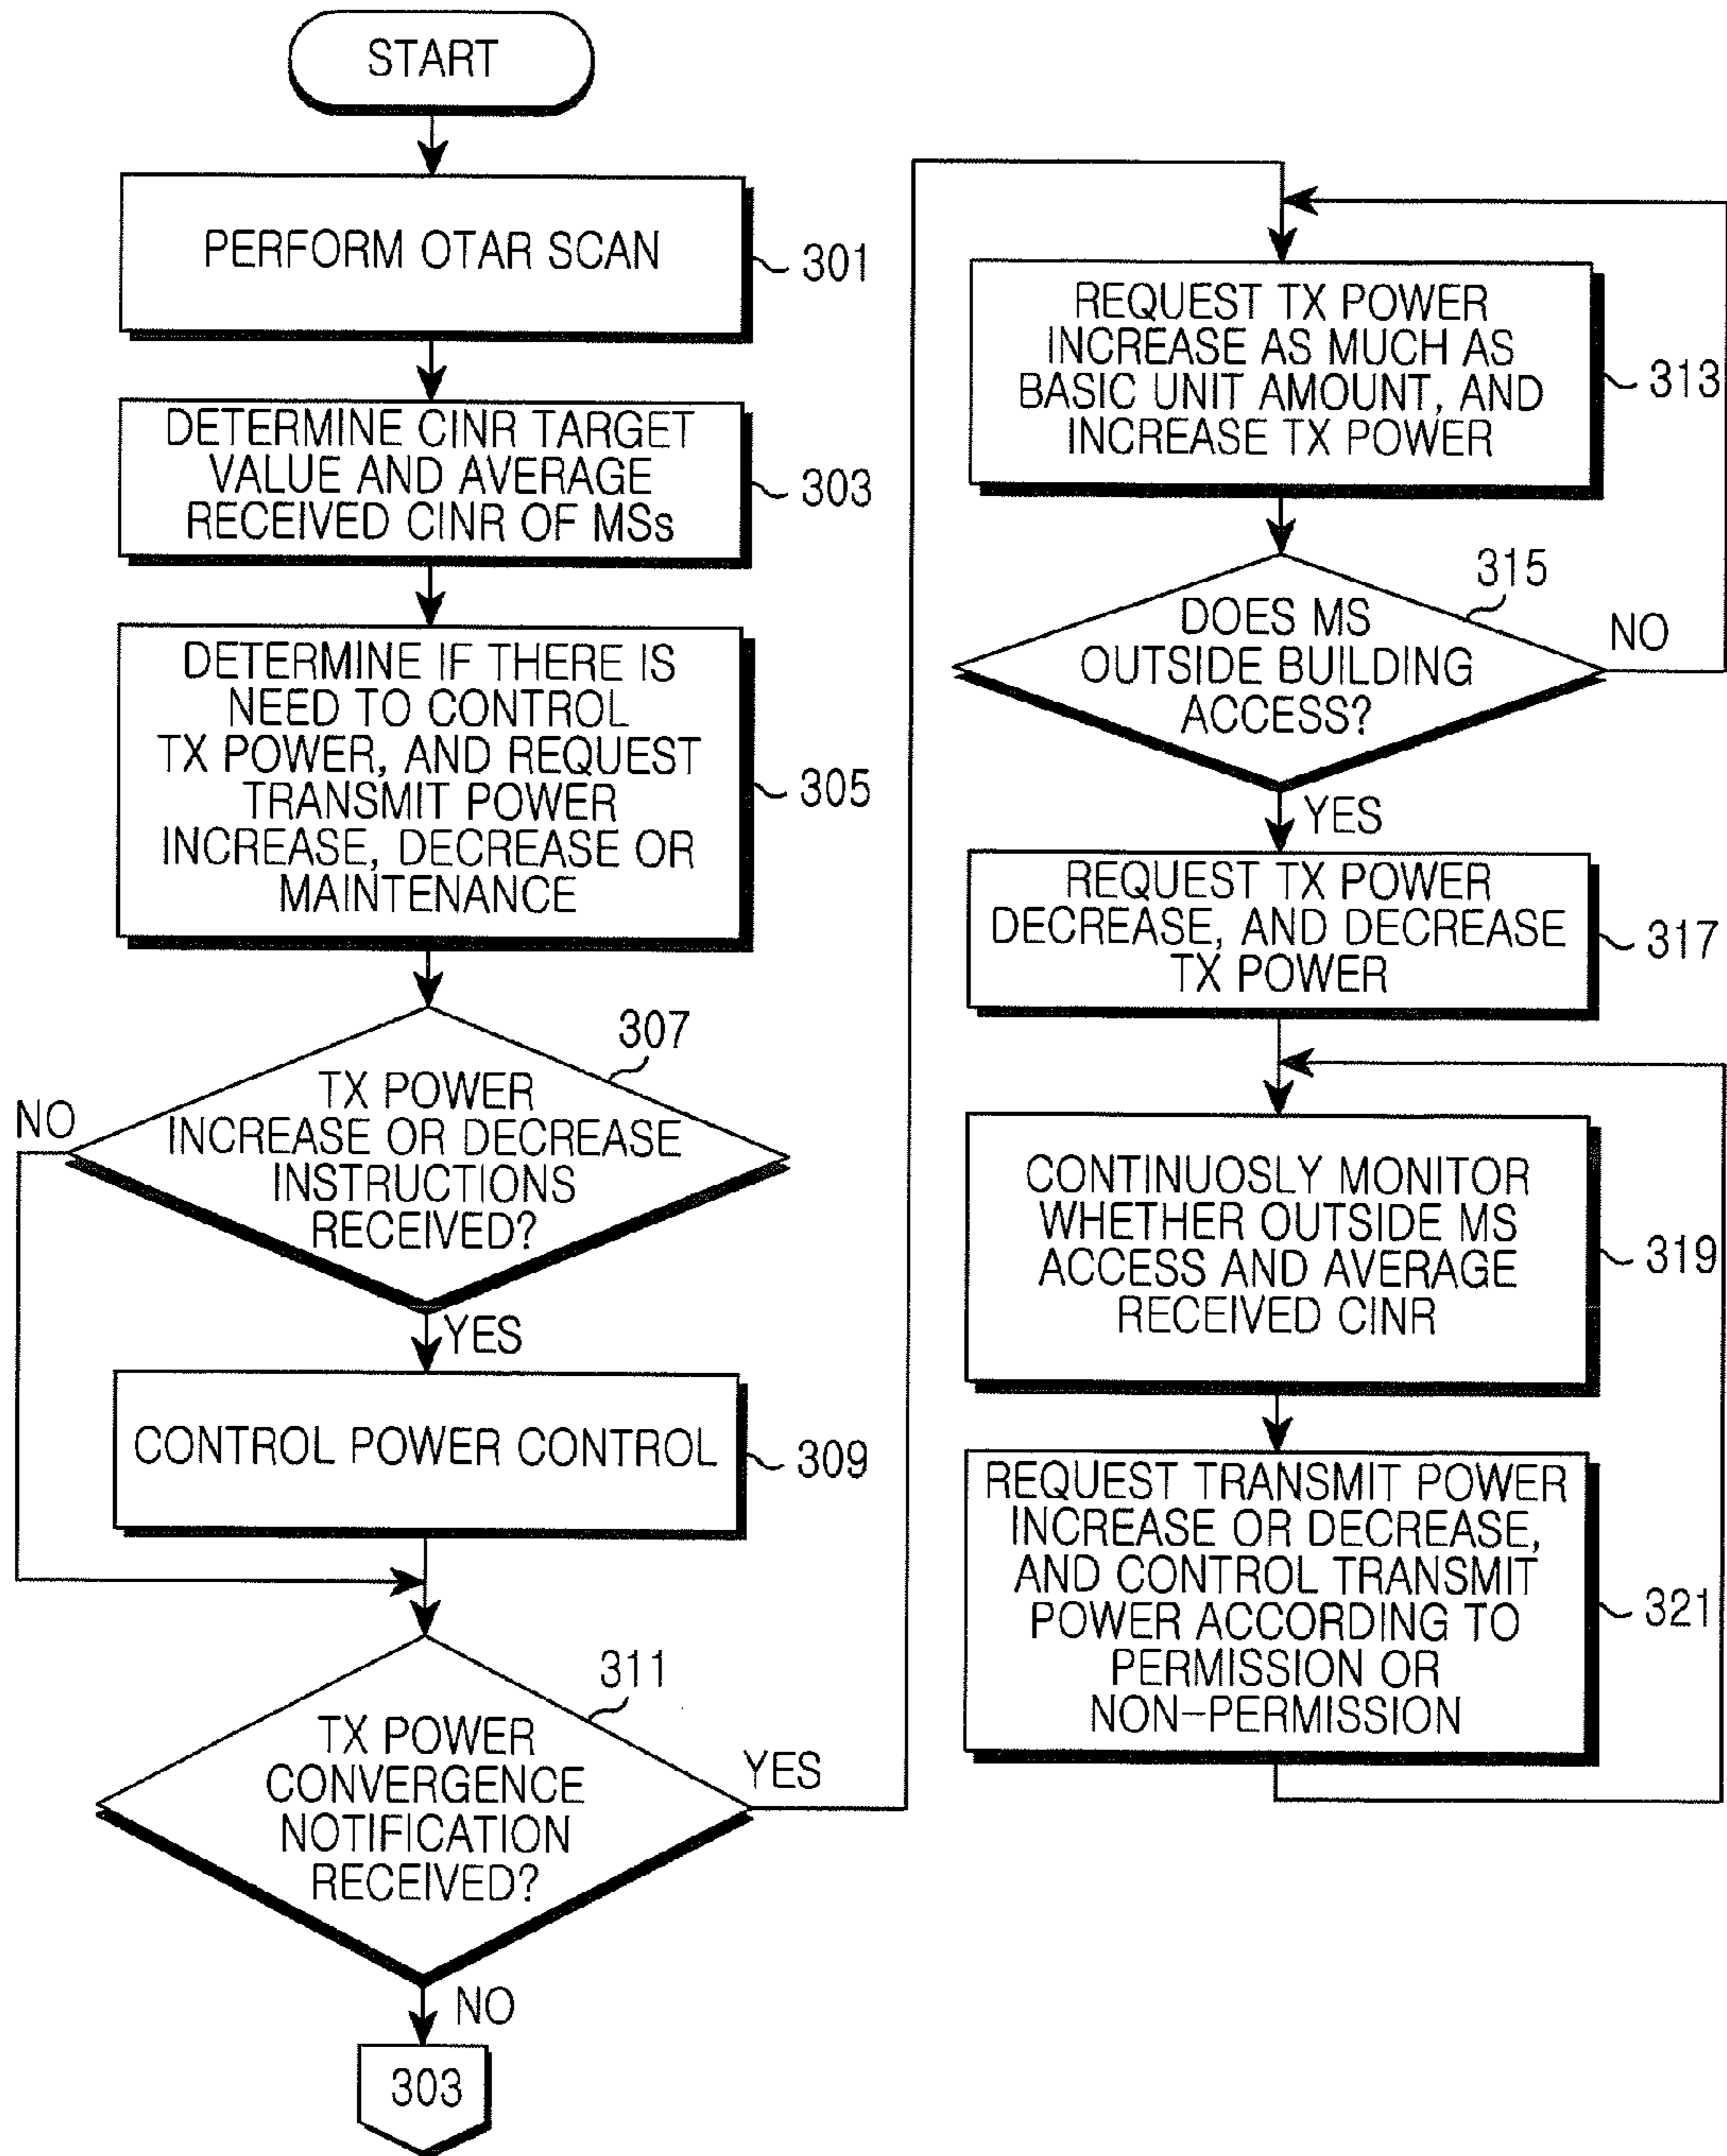 START
PERFORM OTAR SCAN
301
DETERMINE CINR TARGET
VALUE AND AVERAGE
RECEIVED CINR OF MSs
303
DETERMINE IF THERE IS
NEED TO CONTROL
TX POWER, AND REQUEST
TRANSMIT POWER
INCREASE, DECREASE OR
MAINTENANCE
305
307
TX POWER
INCREASE OR DECREASE
INSTRUCTIONS
RECEIVED?
NO
YES
CONTROL POWER CONTROL
309
311
TX POWER
CONVERGENCE
NOTIFICATION
RECEIVED?
YES
NO
303
REQUEST TX POWER
INCREASE AS MUCH AS
BASIC UNIT AMOUNT, AND
INCREASE TX POWER
313
315
DOES MS
OUTSIDE BUILDING
ACCESS?
NO
YES
REQUEST TX POWER
DECREASE, AND DECREASE
TX POWER
317
CONTINUOSLY MONITOR
WHETHER OUTSIDE MS
ACCESS AND AVERAGE
RECEIVED CINR
319
REQUEST TRANSMIT POWER
INCREASE OR DECREASE,
AND CONTROL TRANSMIT
POWER ACCORDING TO
PERMISSION OR
NON-PERMISSION
321